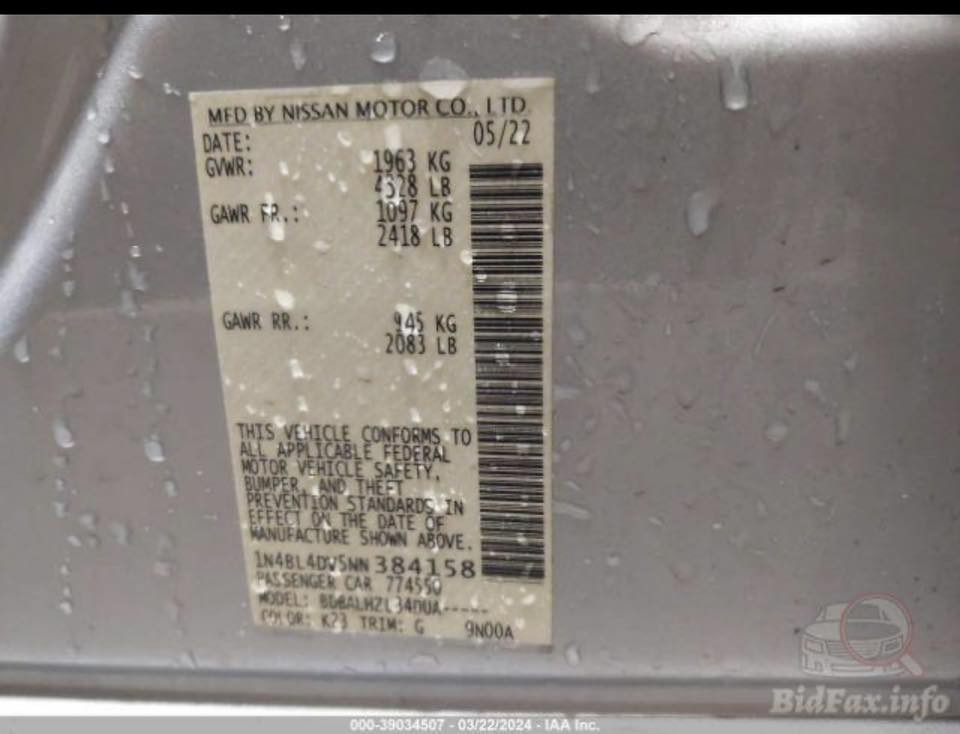 MFD BY NISSAN MOTOR CO., LTD.
DATE: 05/22
GVWR: 1963 KG
4328 LB
GAWR FR.: 1097 KG
2418 LB
GAWR RR.: 945 KG
2083 LB
THIS VEHICLE CONFORMS TO
ALL APPLICABLE FEDERAL
MOTOR VEHICLE SAFETY,
BUMPER, AND THEFT
PREVENTION STANDARDS IN
EFFECT ON THE DATE OF
MANUFACTURE SHOWN ABOVE.
1N4BL4DV5NN384158
PASSENGER CAR 774550
MODEL:
COLOR: K23 TRIM: G 9N00A
BidFax.info
000-39034507 - 03/22/2024 - IAA Inc.